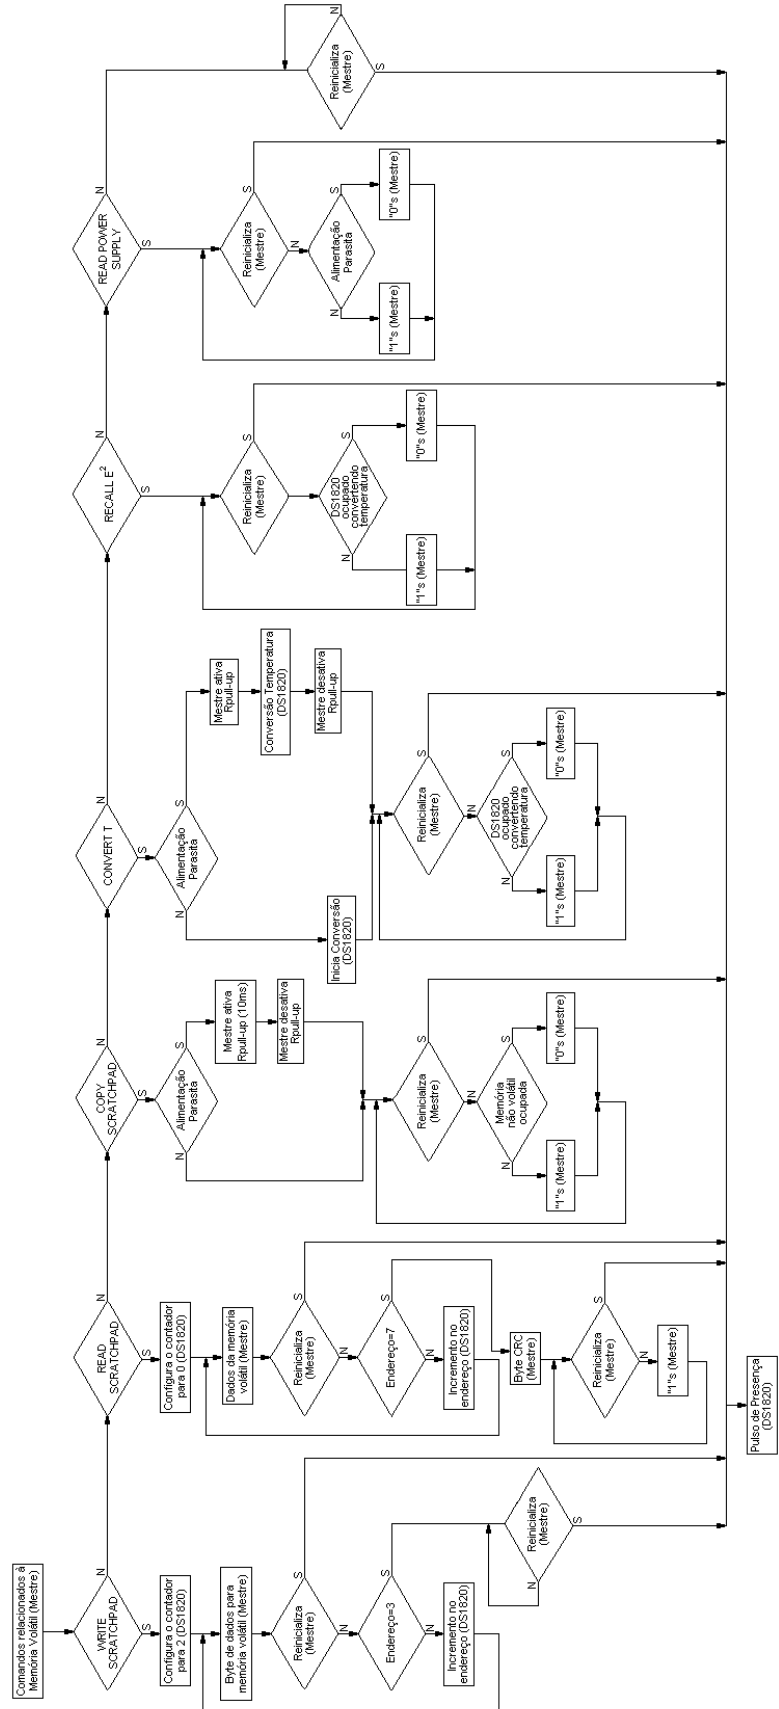 Comandos relacionados à
Memória Volátil (Mestre)
WRITE
SCRATCHPAD
N
S
Configura o contador
para 2 (DS1820)
Byte de dados para
memória volátil (Mestre)
Reinicializa
(Mestre)
S
N
Endereço=3
S
N
Incremento no
endereço (DS1820)
Reinicializa
(Mestre)
N
S
READ
SCRATCHPAD
N
S
Configura o contador
para 0 (DS1820)
Dados da memória
volátil (Mestre)
Reinicializa
(Mestre)
S
N
Endereço=7
S
N
Incremento no
endereço (DS1820)
Byte CRC
(Mestre)
Reinicializa
(Mestre)
S
N
"1"s (Mestre)
COPY
SCRATCHPAD
N
S
Alimentação
Parasita
N
S
Mestre ativa
Rpull-up (10ms)
Mestre desativa
Rpull-up
Reinicializa
(Mestre)
S
N
Memória
não volátil
ocupada
N
S
"1"s (Mestre)
"0"s (Mestre)
CONVERT T
N
S
Alimentação
Parasita
N
S
Inicia Conversão
(DS1820)
Mestre ativa
Rpull-up
Conversão Temperatura
(DS1820)
Mestre desativa
Rpull-up
Reinicializa
(Mestre)
S
N
DS1820
ocupado
convertendo
temperatura
N
S
"1"s (Mestre)
"0"s (Mestre)
RECALL E²
N
S
Reinicializa
(Mestre)
S
DS1820
ocupado
convertendo
temperatura
N
S
"1"s (Mestre)
"0"s (Mestre)
READ POWER
SUPPLY
N
S
Reinicializa
(Mestre)
S
N
Alimentação
Parasita
N
S
"1"s (Mestre)
"0"s (Mestre)
Reinicializa
(Mestre)
N
S
Pulso de Presença
(DS1820)